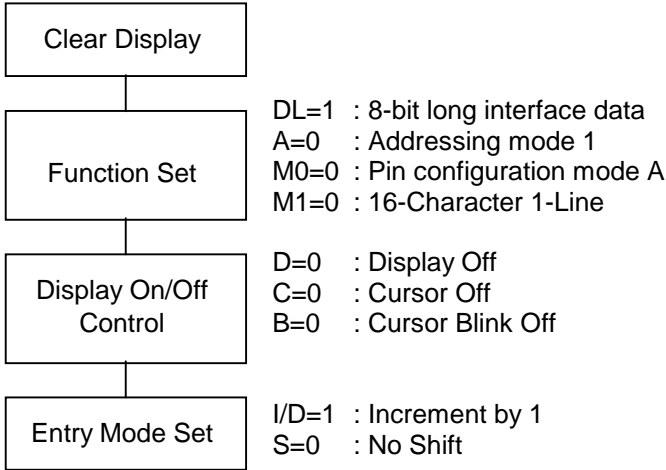 Clear Display
Function Set
DL=1 : 8-bit long interface data
A=0 : Addressing mode 1
M0=0 : Pin configuration mode A
M1=0 : 16-Character 1-Line
Display On/Off
Control
D=0 : Display Off
C=0 : Cursor Off
B=0 : Cursor Blink Off
Entry Mode Set
I/D=1 : Increment by 1
S=0 : No Shift